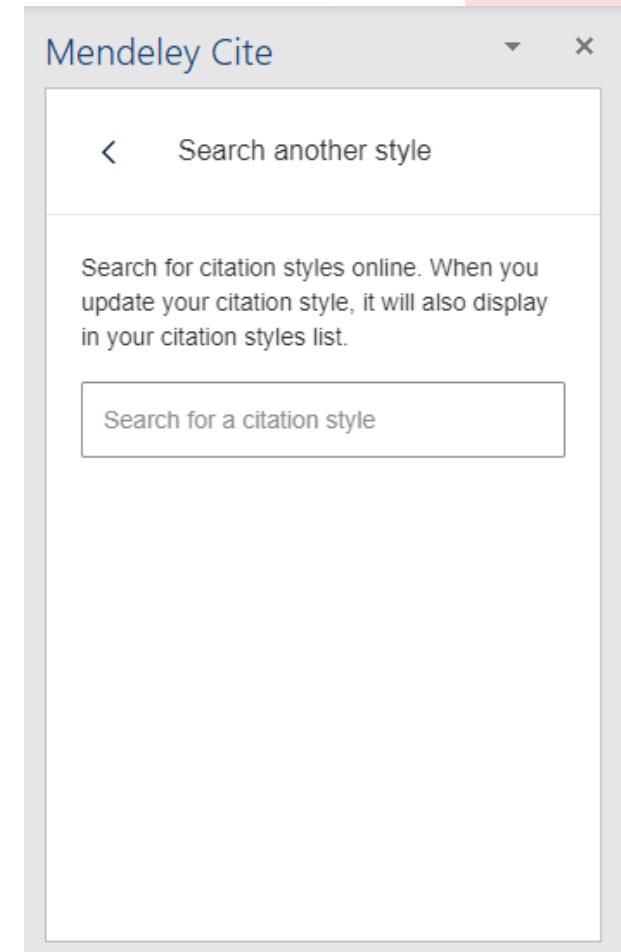 Mendeley Cite
Search another style
Search for citation styles online. When you
update your citation style, it will also display
in your citation styles list.
Search for a citation style